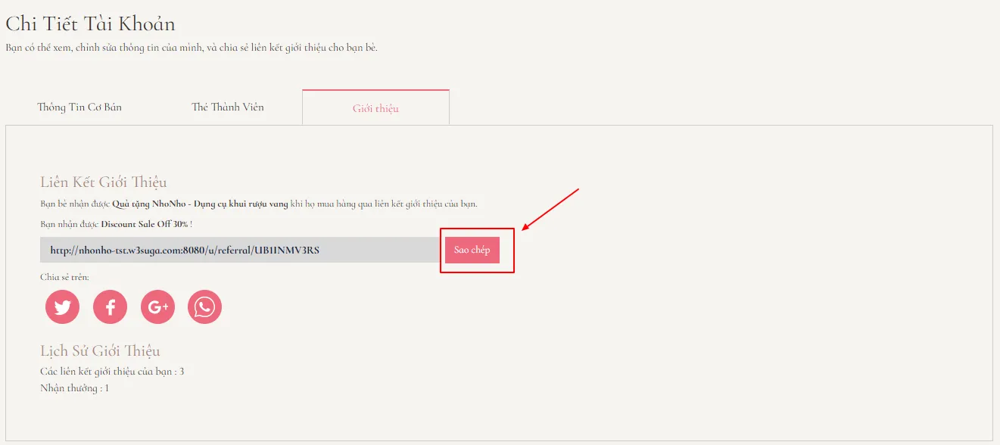 Chi Tiết Tài Khoản
Bạn có thể xem, chỉnh sửa thông tin của mình, và chia sẻ liên kết giới thiệu cho bạn bè.
Thông Tin Cơ Bản
Thẻ Thành Viên
Giới thiệu
Liên Kết Giới Thiệu
Bạn bè nhận được Quà tặng NhoNho - Dụng cụ khui rượu vang khi họ mua hàng qua liên kết giới thiệu của bạn.
Bạn nhận được Discount Sale Off 30% !
http://nhonho-tst.w3suga.com:8080/u/referral/UB1INMV3RS
Sao chép
Chia sẻ trên:
G+
Lịch Sử Giới Thiệu
Các liên kết giới thiệu của bạn : 3
Nhận thưởng : 1